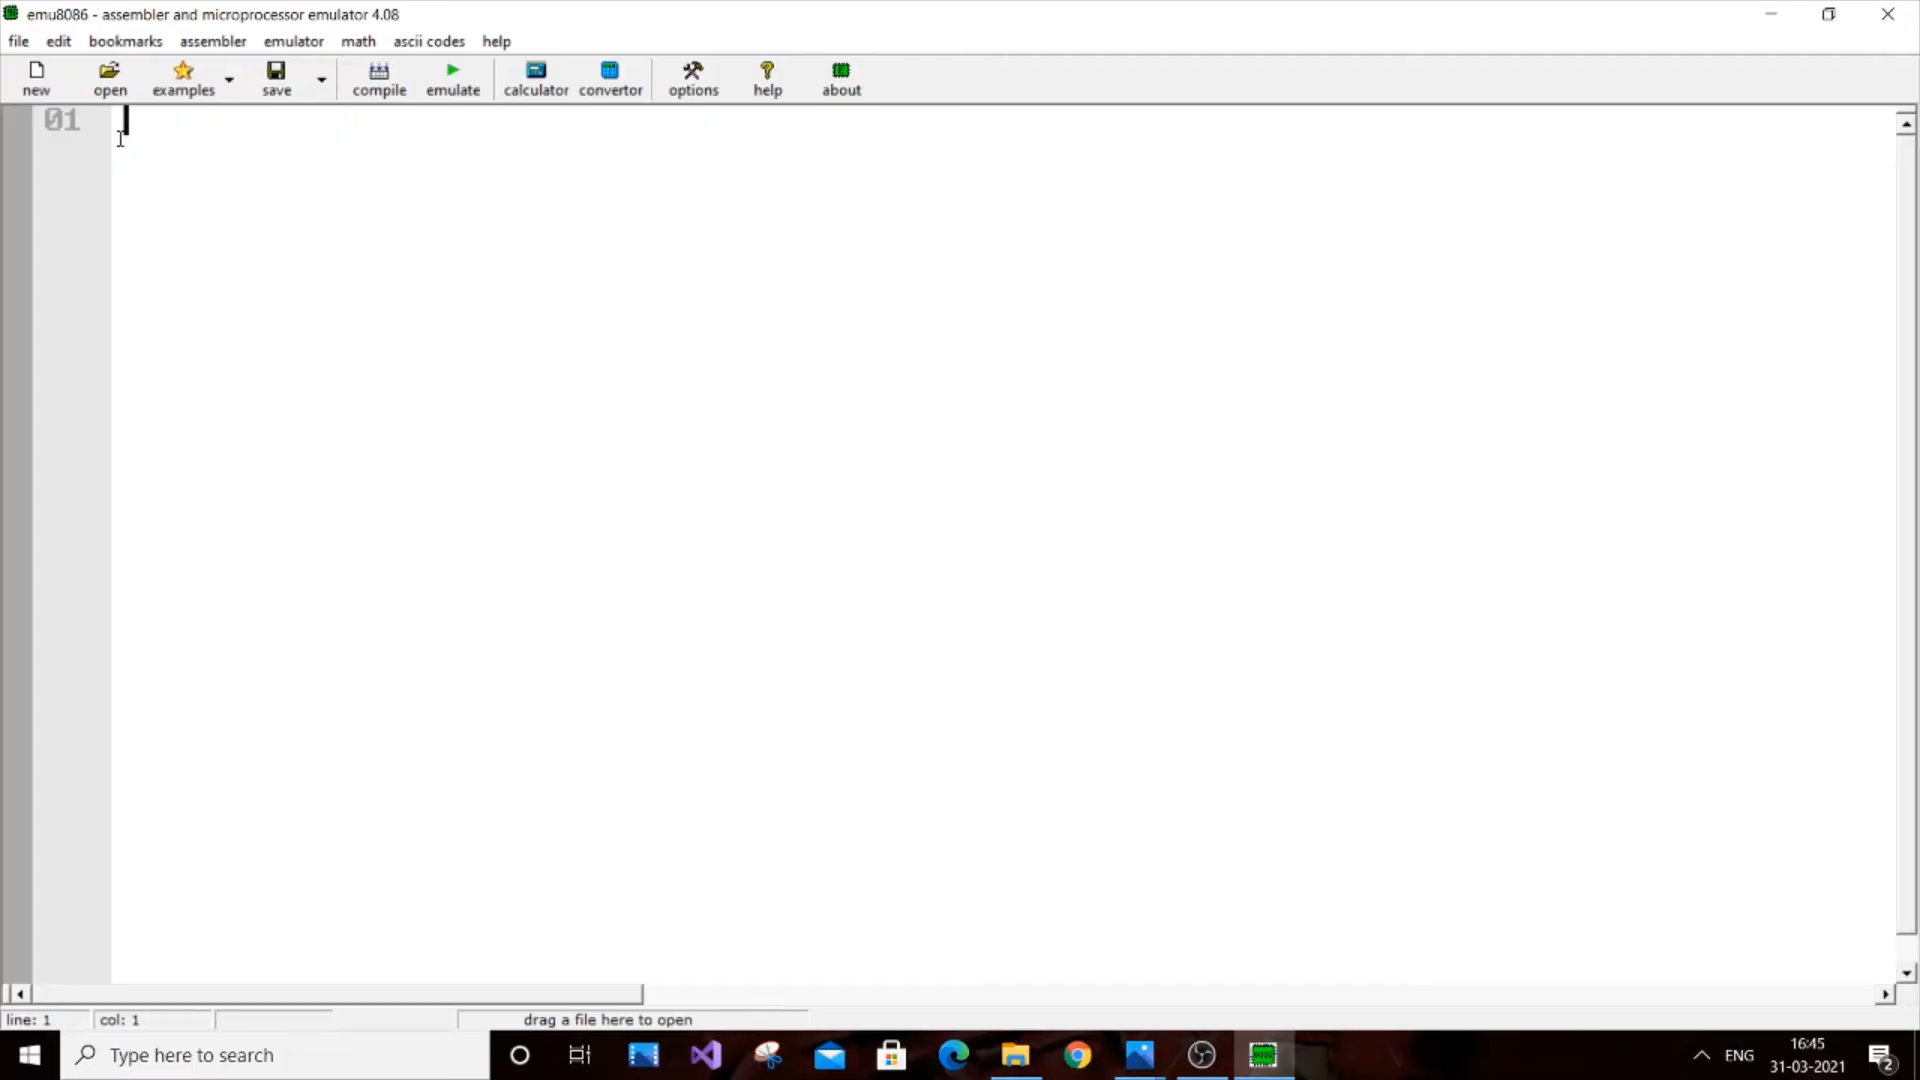 emu8086 - assembler and microprocessor emulator 4.08
file edit bookmarks assembler emulator math ascii codes help
new open examples save compile emulate calculator convertor options help about
01
line: 1 col: 1 drag a file here to open
Type here to search
ENG
16:45
31-03-2021
2